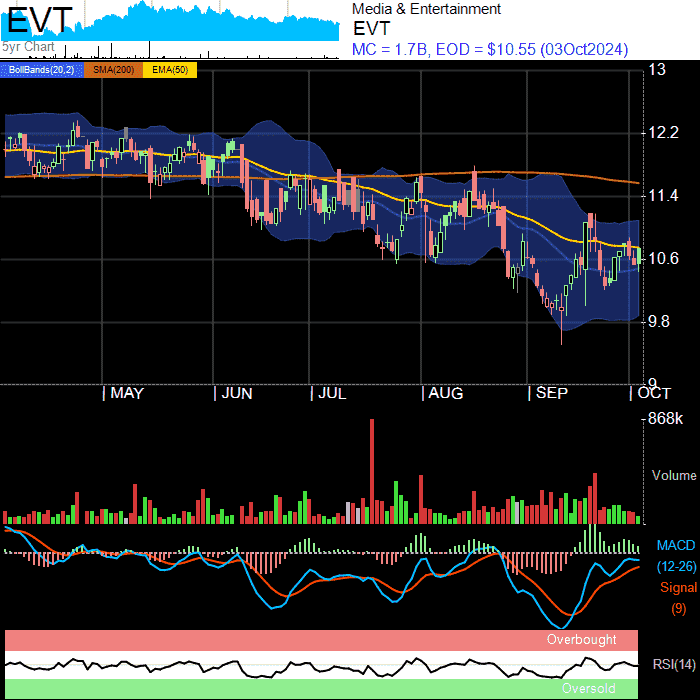 EVT
5yr Chart
Media & Entertainment
EVT
MC = 1.7B, EOD = $10.55 (03Oct2024)
BollBands(20,2) SMA(200) EMA(50)
13
12.2
11.4
10.6
9.8
9
MAY JUN JUL AUG SEP OCT
868k
Volume
MACD
(12-26)
Signal
(9)
Overbought
RSI(14)
Oversold